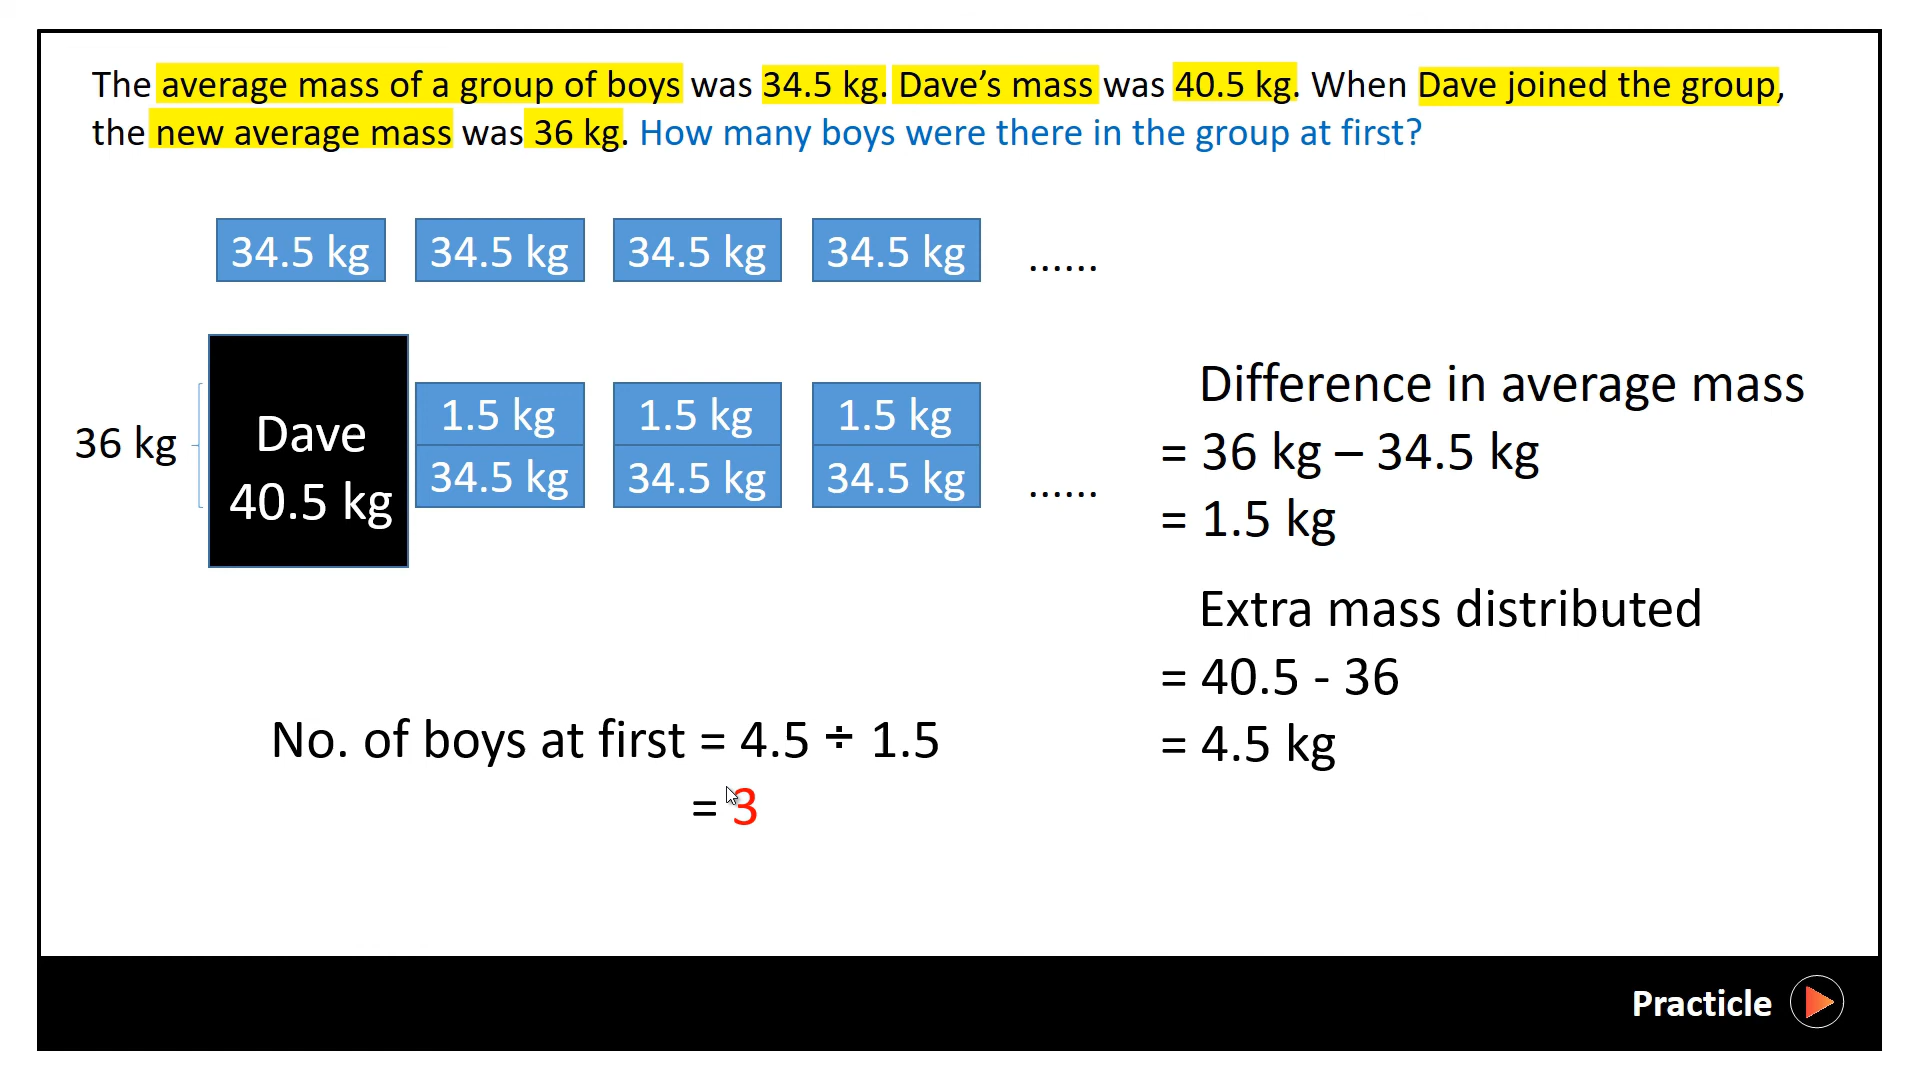 The average mass of a group of boys was 34.5 kg. Dave’s mass was 40.5 kg. When Dave joined the group,
the new average mass was 36 kg. How many boys were there in the group at first?
34.5 kg 34.5 kg 34.5 kg 34.5 kg ......
36 kg
Dave
40.5 kg
1.5 kg 1.5 kg 1.5 kg
34.5 kg 34.5 kg 34.5 kg ......
Difference in average mass
= 36 kg – 34.5 kg
= 1.5 kg
Extra mass distributed
= 40.5 - 36
= 4.5 kg
No. of boys at first = 4.5 ÷ 1.5
= 3
Practicle